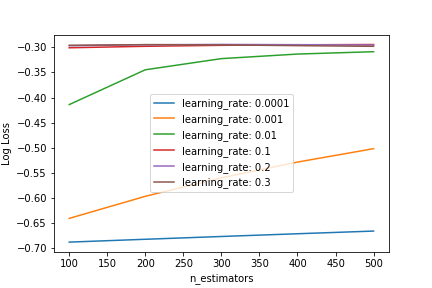 −0.30
−0.35
−0.40
−0.45
−0.50
−0.55
−0.60
−0.65
−0.70
Log Loss
learning_rate: 0.0001
learning_rate: 0.001
learning_rate: 0.01
learning_rate: 0.1
learning_rate: 0.2
learning_rate: 0.3
100 150 200 250 300 350 400 450 500
n_estimators